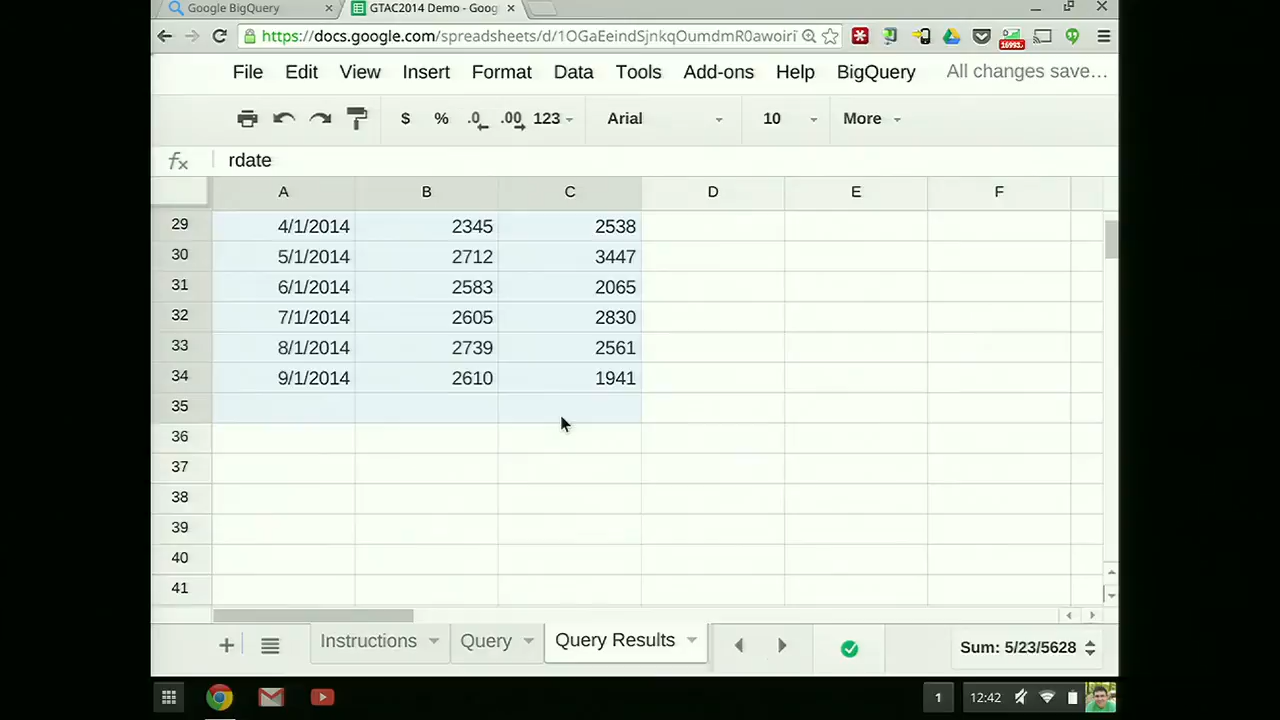 Google BigQuery × GTAC2014 Demo - Goog ×
https://docs.google.com/spreadsheets/d/1OGaEeindSjnkqOumdmR0awoiri
16993
File Edit View Insert Format Data Tools Add-ons Help BigQuery All changes save...
$ % .0 .00 123 Arial 10 More
fx rdate
A B C D E F
29 4/1/2014 2345 2538
30 5/1/2014 2712 3447
31 6/1/2014 2583 2065
32 7/1/2014 2605 2830
33 8/1/2014 2739 2561
34 9/1/2014 2610 1941
35
36
37
38
39
40
41
Instructions Query Query Results Sum: 5/23/5628
1 12:42